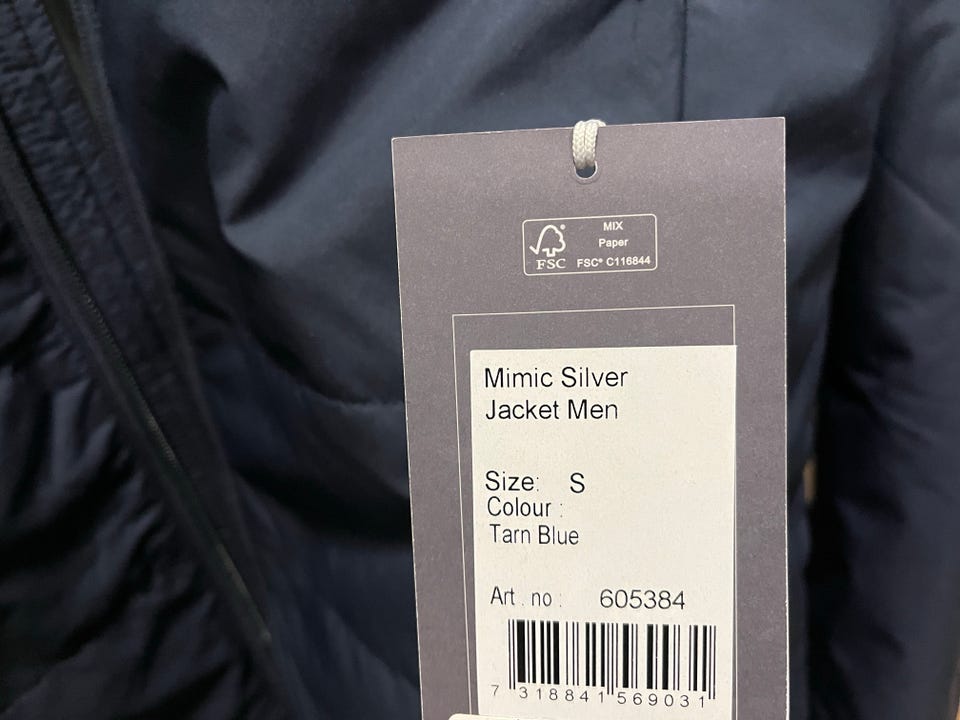 MIX
Paper
FSC® C116844
FSC
Mimic Silver
Jacket Men
Size: S
Colour :
Tarn Blue
Art . no : 605384
7 318841 569031